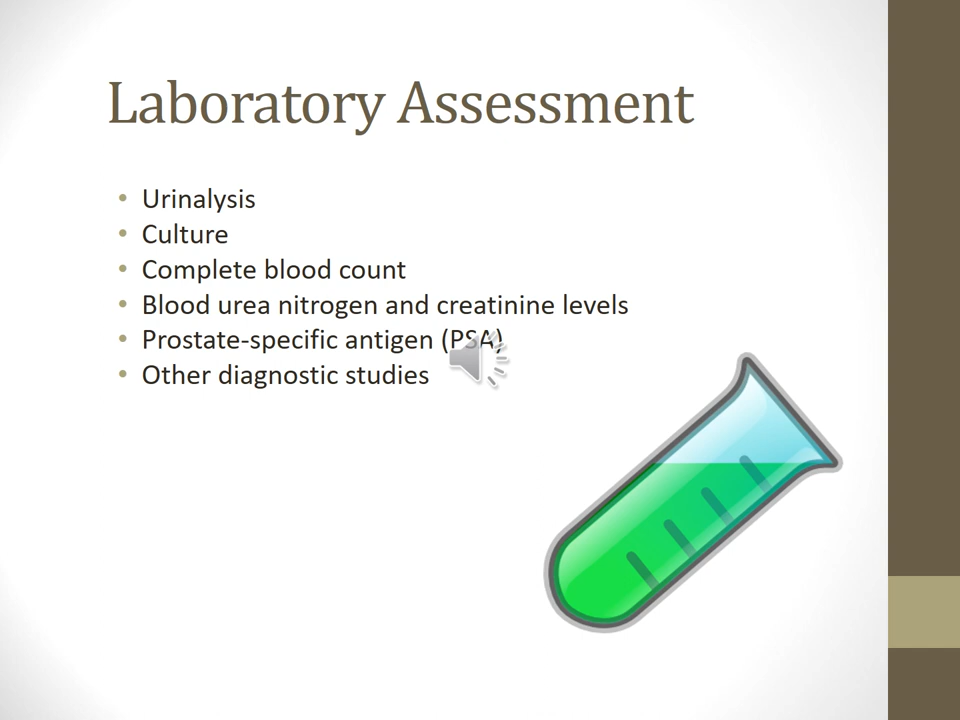 Laboratory Assessment
• Urinalysis
• Culture
• Complete blood count
• Blood urea nitrogen and creatinine levels
• Prostate-specific antigen (PSA)
• Other diagnostic studies